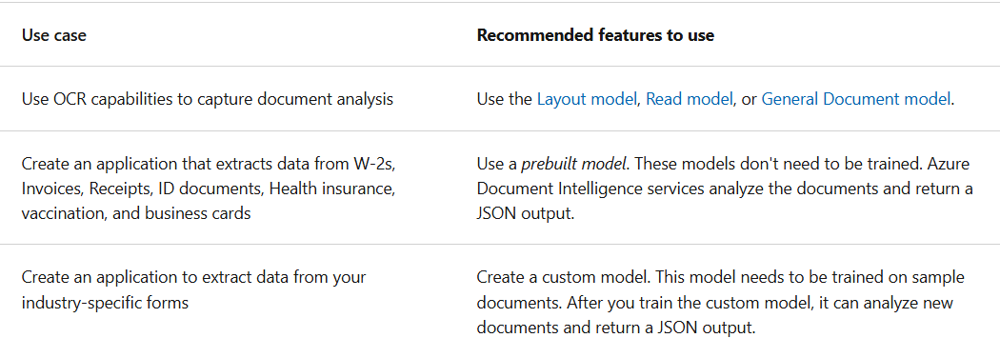 Use case
Recommended features to use
Use OCR capabilities to capture document analysis
Use the Layout model, Read model, or General Document model.
Create an application that extracts data from W-2s,
Invoices, Receipts, ID documents, Health insurance,
vaccination, and business cards
Use a prebuilt model. These models don't need to be trained. Azure
Document Intelligence services analyze the documents and return a
JSON output.
Create an application to extract data from your
industry-specific forms
Create a custom model. This model needs to be trained on sample
documents. After you train the custom model, it can analyze new
documents and return a JSON output.